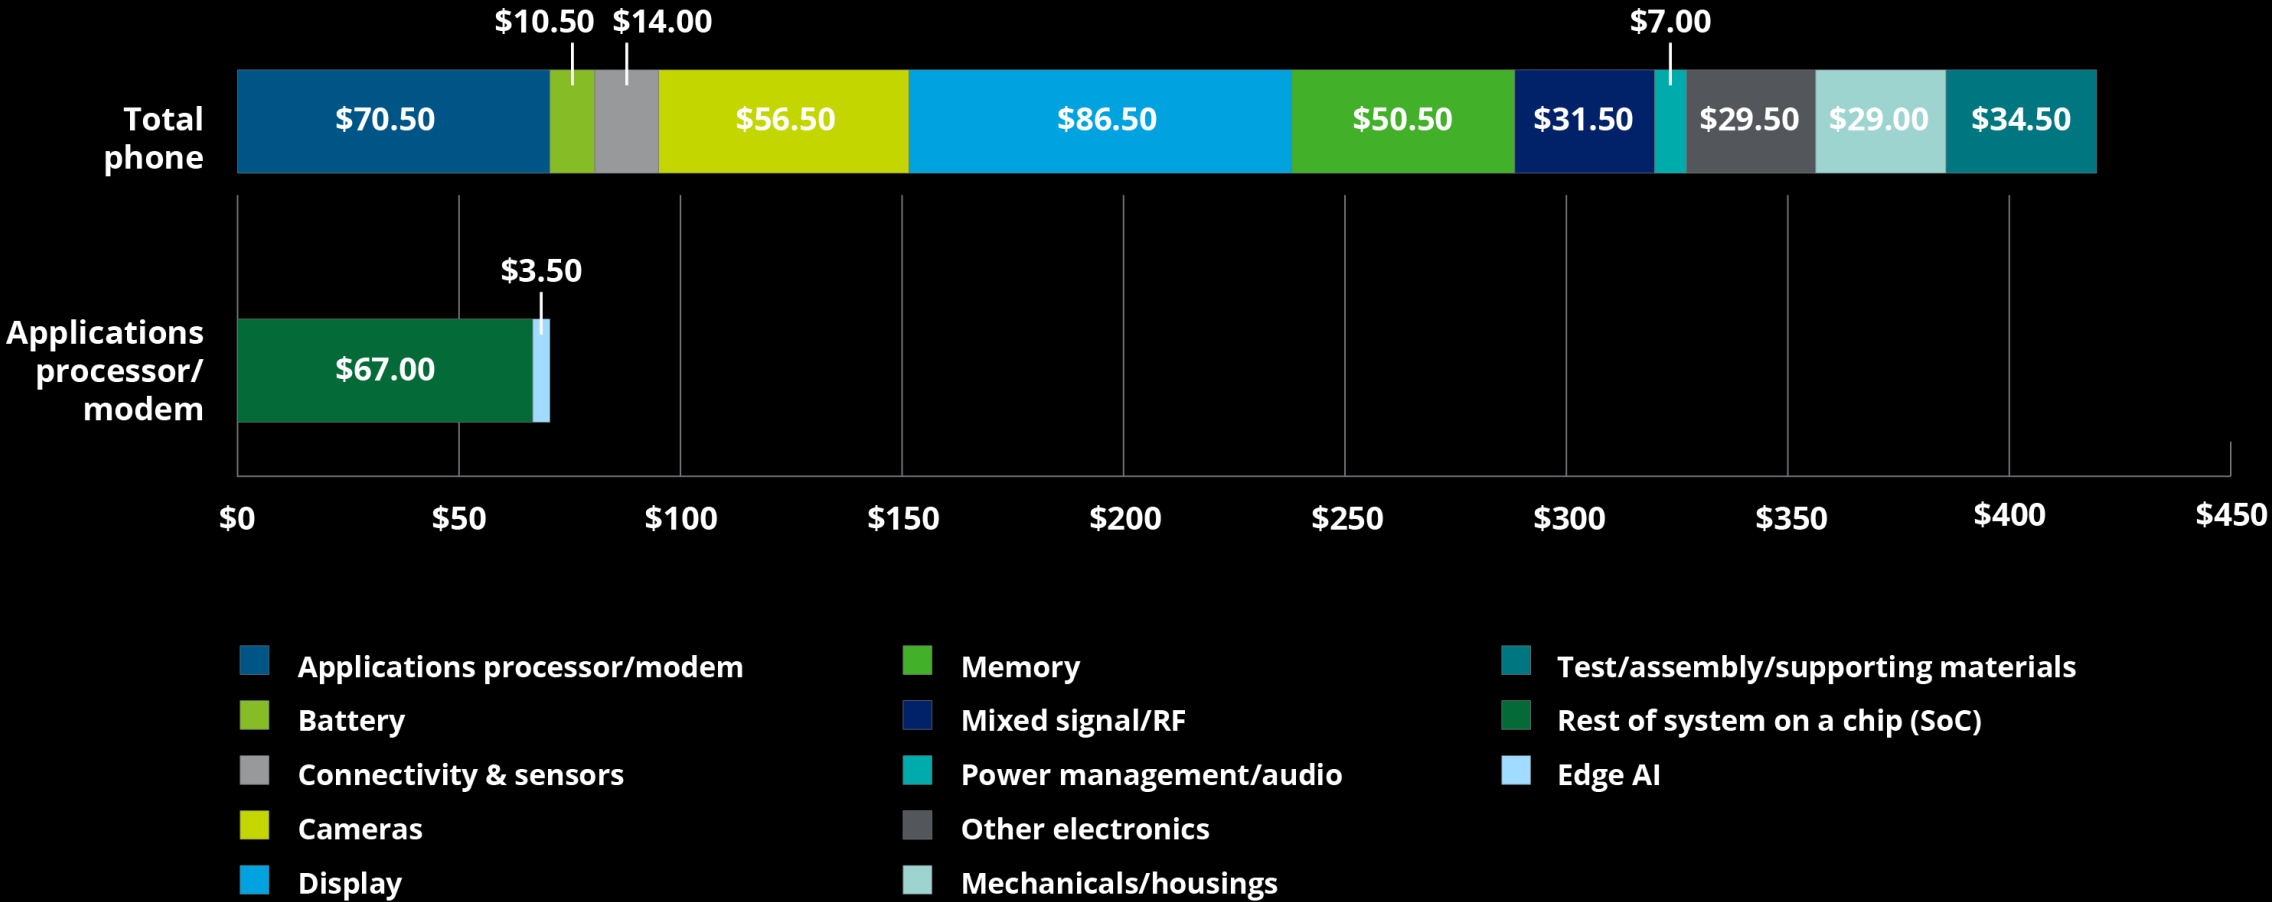 $10.50 $14.00 $7.00
Total
phone
$70.50 $56.50 $86.50 $50.50 $31.50 $29.50 $29.00 $34.50
$3.50
Applications
processor/
modem
$67.00
$0 $50 $100 $150 $200 $250 $300 $350 $400 $450
Applications processor/modem
Battery
Connectivity & sensors
Cameras
Display
Memory
Mixed signal/RF
Power management/audio
Other electronics
Mechanicals/housings
Test/assembly/supporting materials
Rest of system on a chip (SoC)
Edge AI